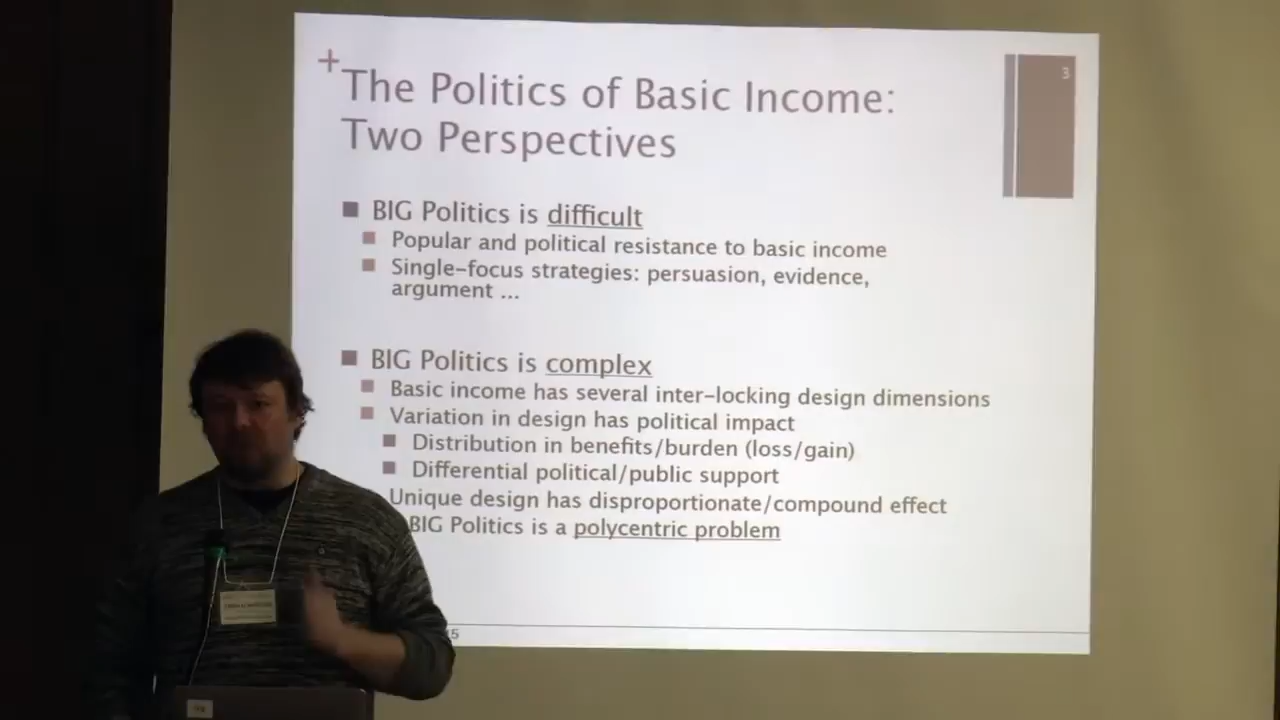 +
The Politics of Basic Income:
Two Perspectives
3
BIG Politics is difficult
Popular and political resistance to basic income
Single-focus strategies: persuasion, evidence,
argument ...
BIG Politics is complex
Basic income has several inter-locking design dimensions
Variation in design has political impact
Distribution in benefits/burden (loss/gain)
Differential political/public support
Unique design has disproportionate/compound effect
BIG Politics is a polycentric problem